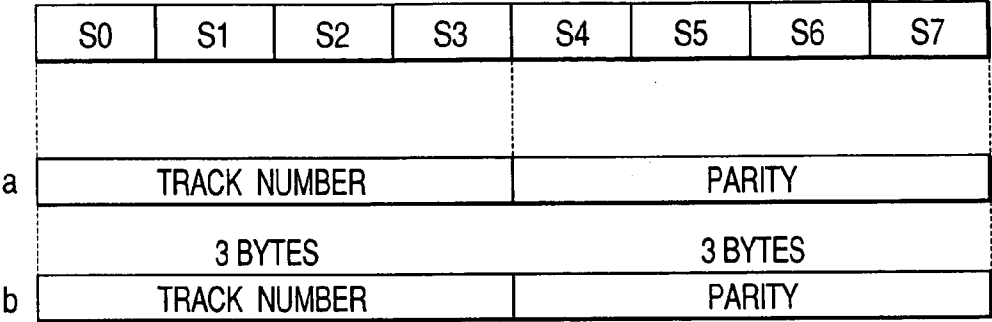 S0 S1 S2 S3 S4 S5 S6 S7
a TRACK NUMBER PARITY
3 BYTES 3 BYTES
b TRACK NUMBER PARITY